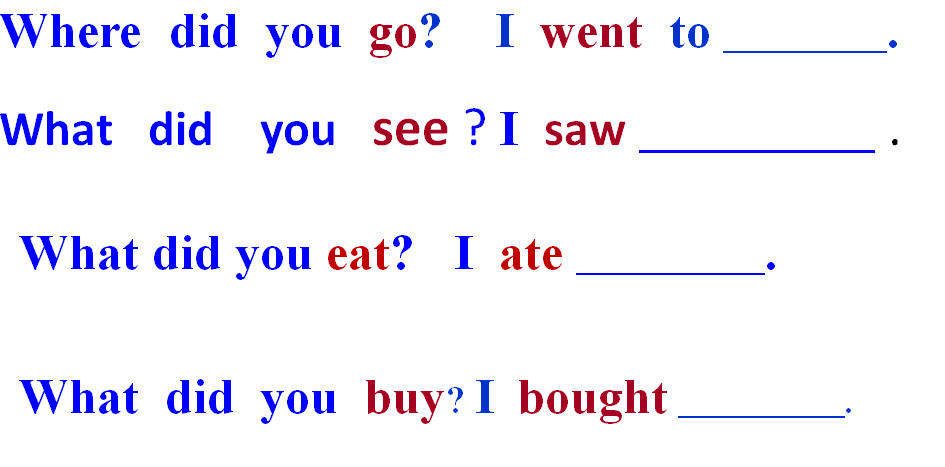 Where did you go? I went to ________.
What did you see ? I saw __________ .
What did you eat? I ate ________.
What did you buy? I bought _______.